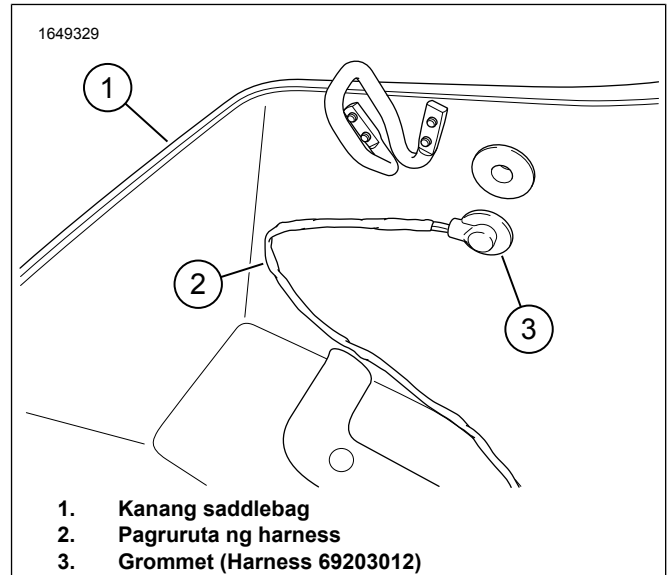 1649329
1
2
3
1. Kanang saddlebag
2. Pagruruta ng harness
3. Grommet (Harness 69203012)